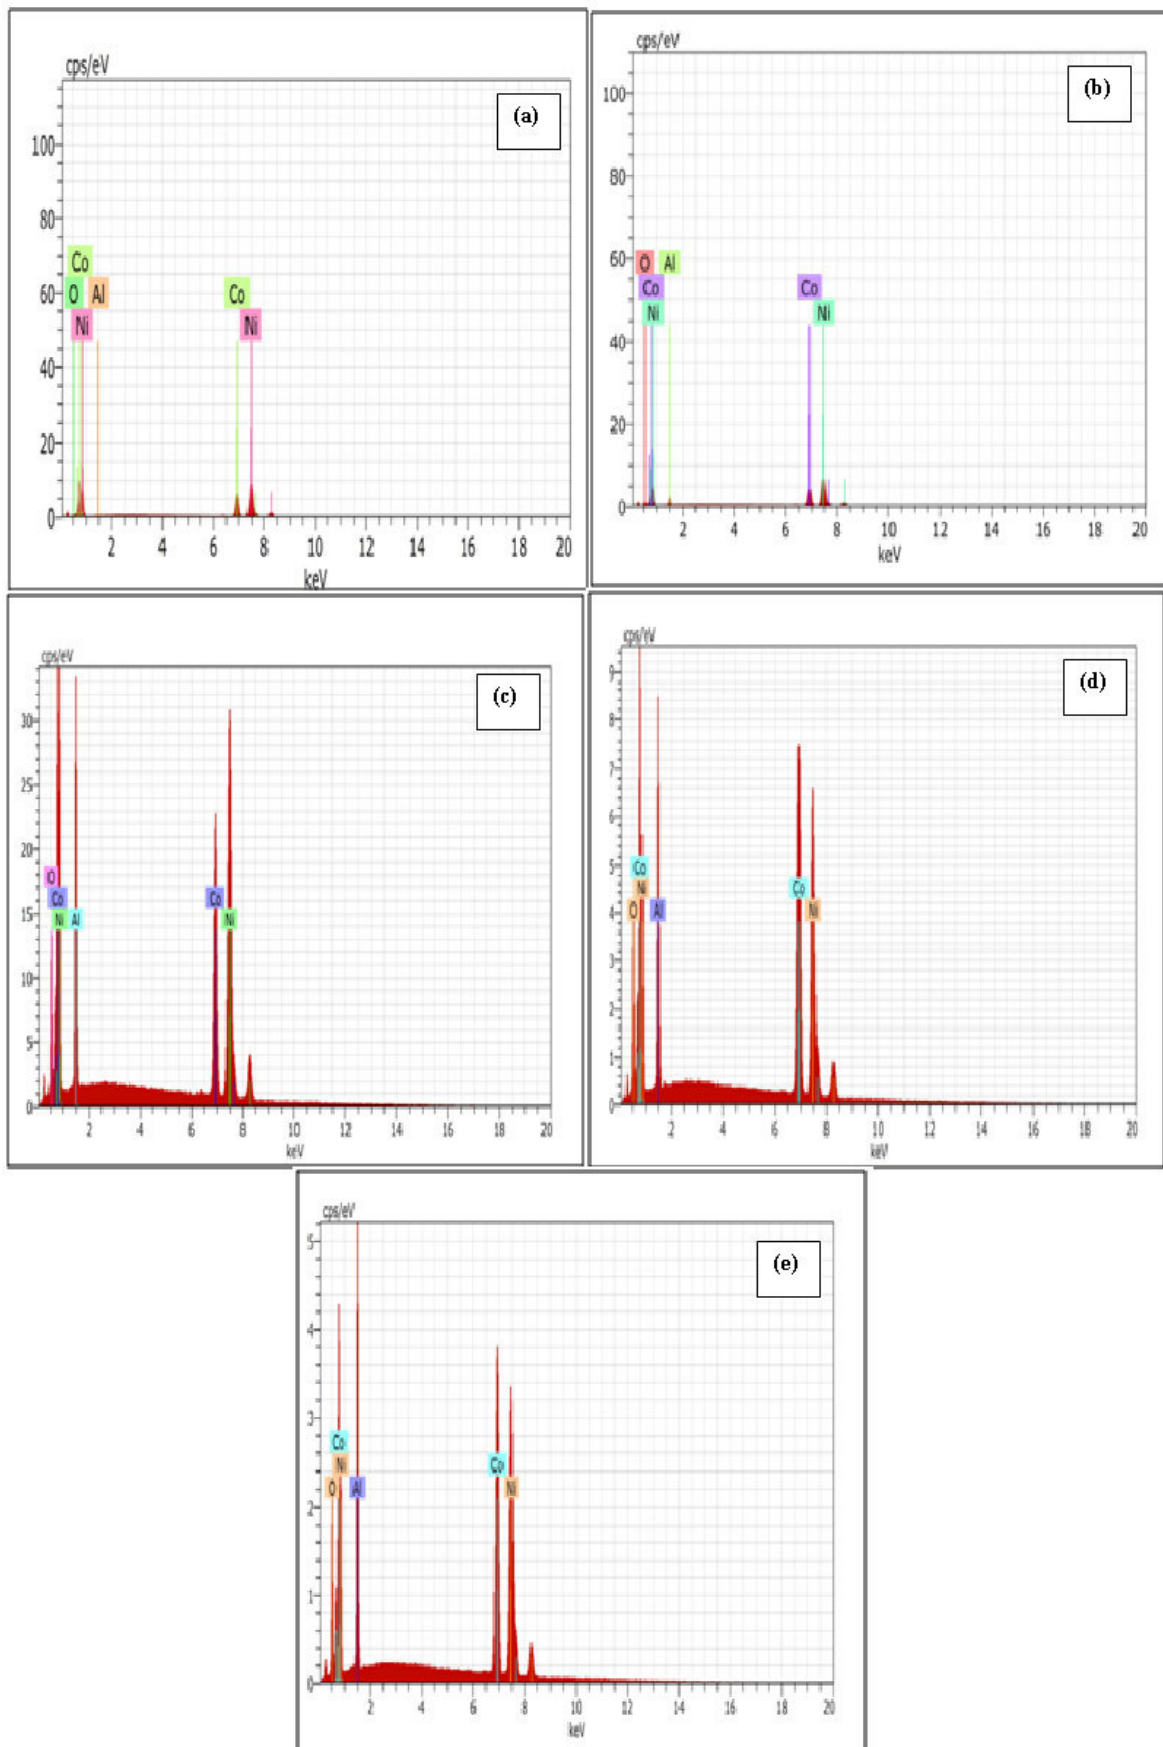 cps/eV
(a)
100
80
Co
60
O Al Co
Ni Ni
40
20
0
2 4 6 8 10 12 14 16 18 20
keV
cps/eV
(b)
100
80
60
O Al
Co Co
Ni Ni
40
20
0
2 4 6 8 10 12 14 16 18 20
keV
cps/eV
(c)
30
25
20
O
Co Co
15
Ni Al Ni
10
5
0
2 4 6 8 10 12 14 16 18 20
keV
cps/eV
(d)
9
8
7
6
5
Co
Ni Co
4
O Al Ni
3
2
1
0
2 4 6 8 10 12 14 16 18 20
keV
cps/eV
(e)
5
4
3
Co
Ni Co
O Al Ni
2
1
0
2 4 6 8 10 12 14 16 18 20
keV